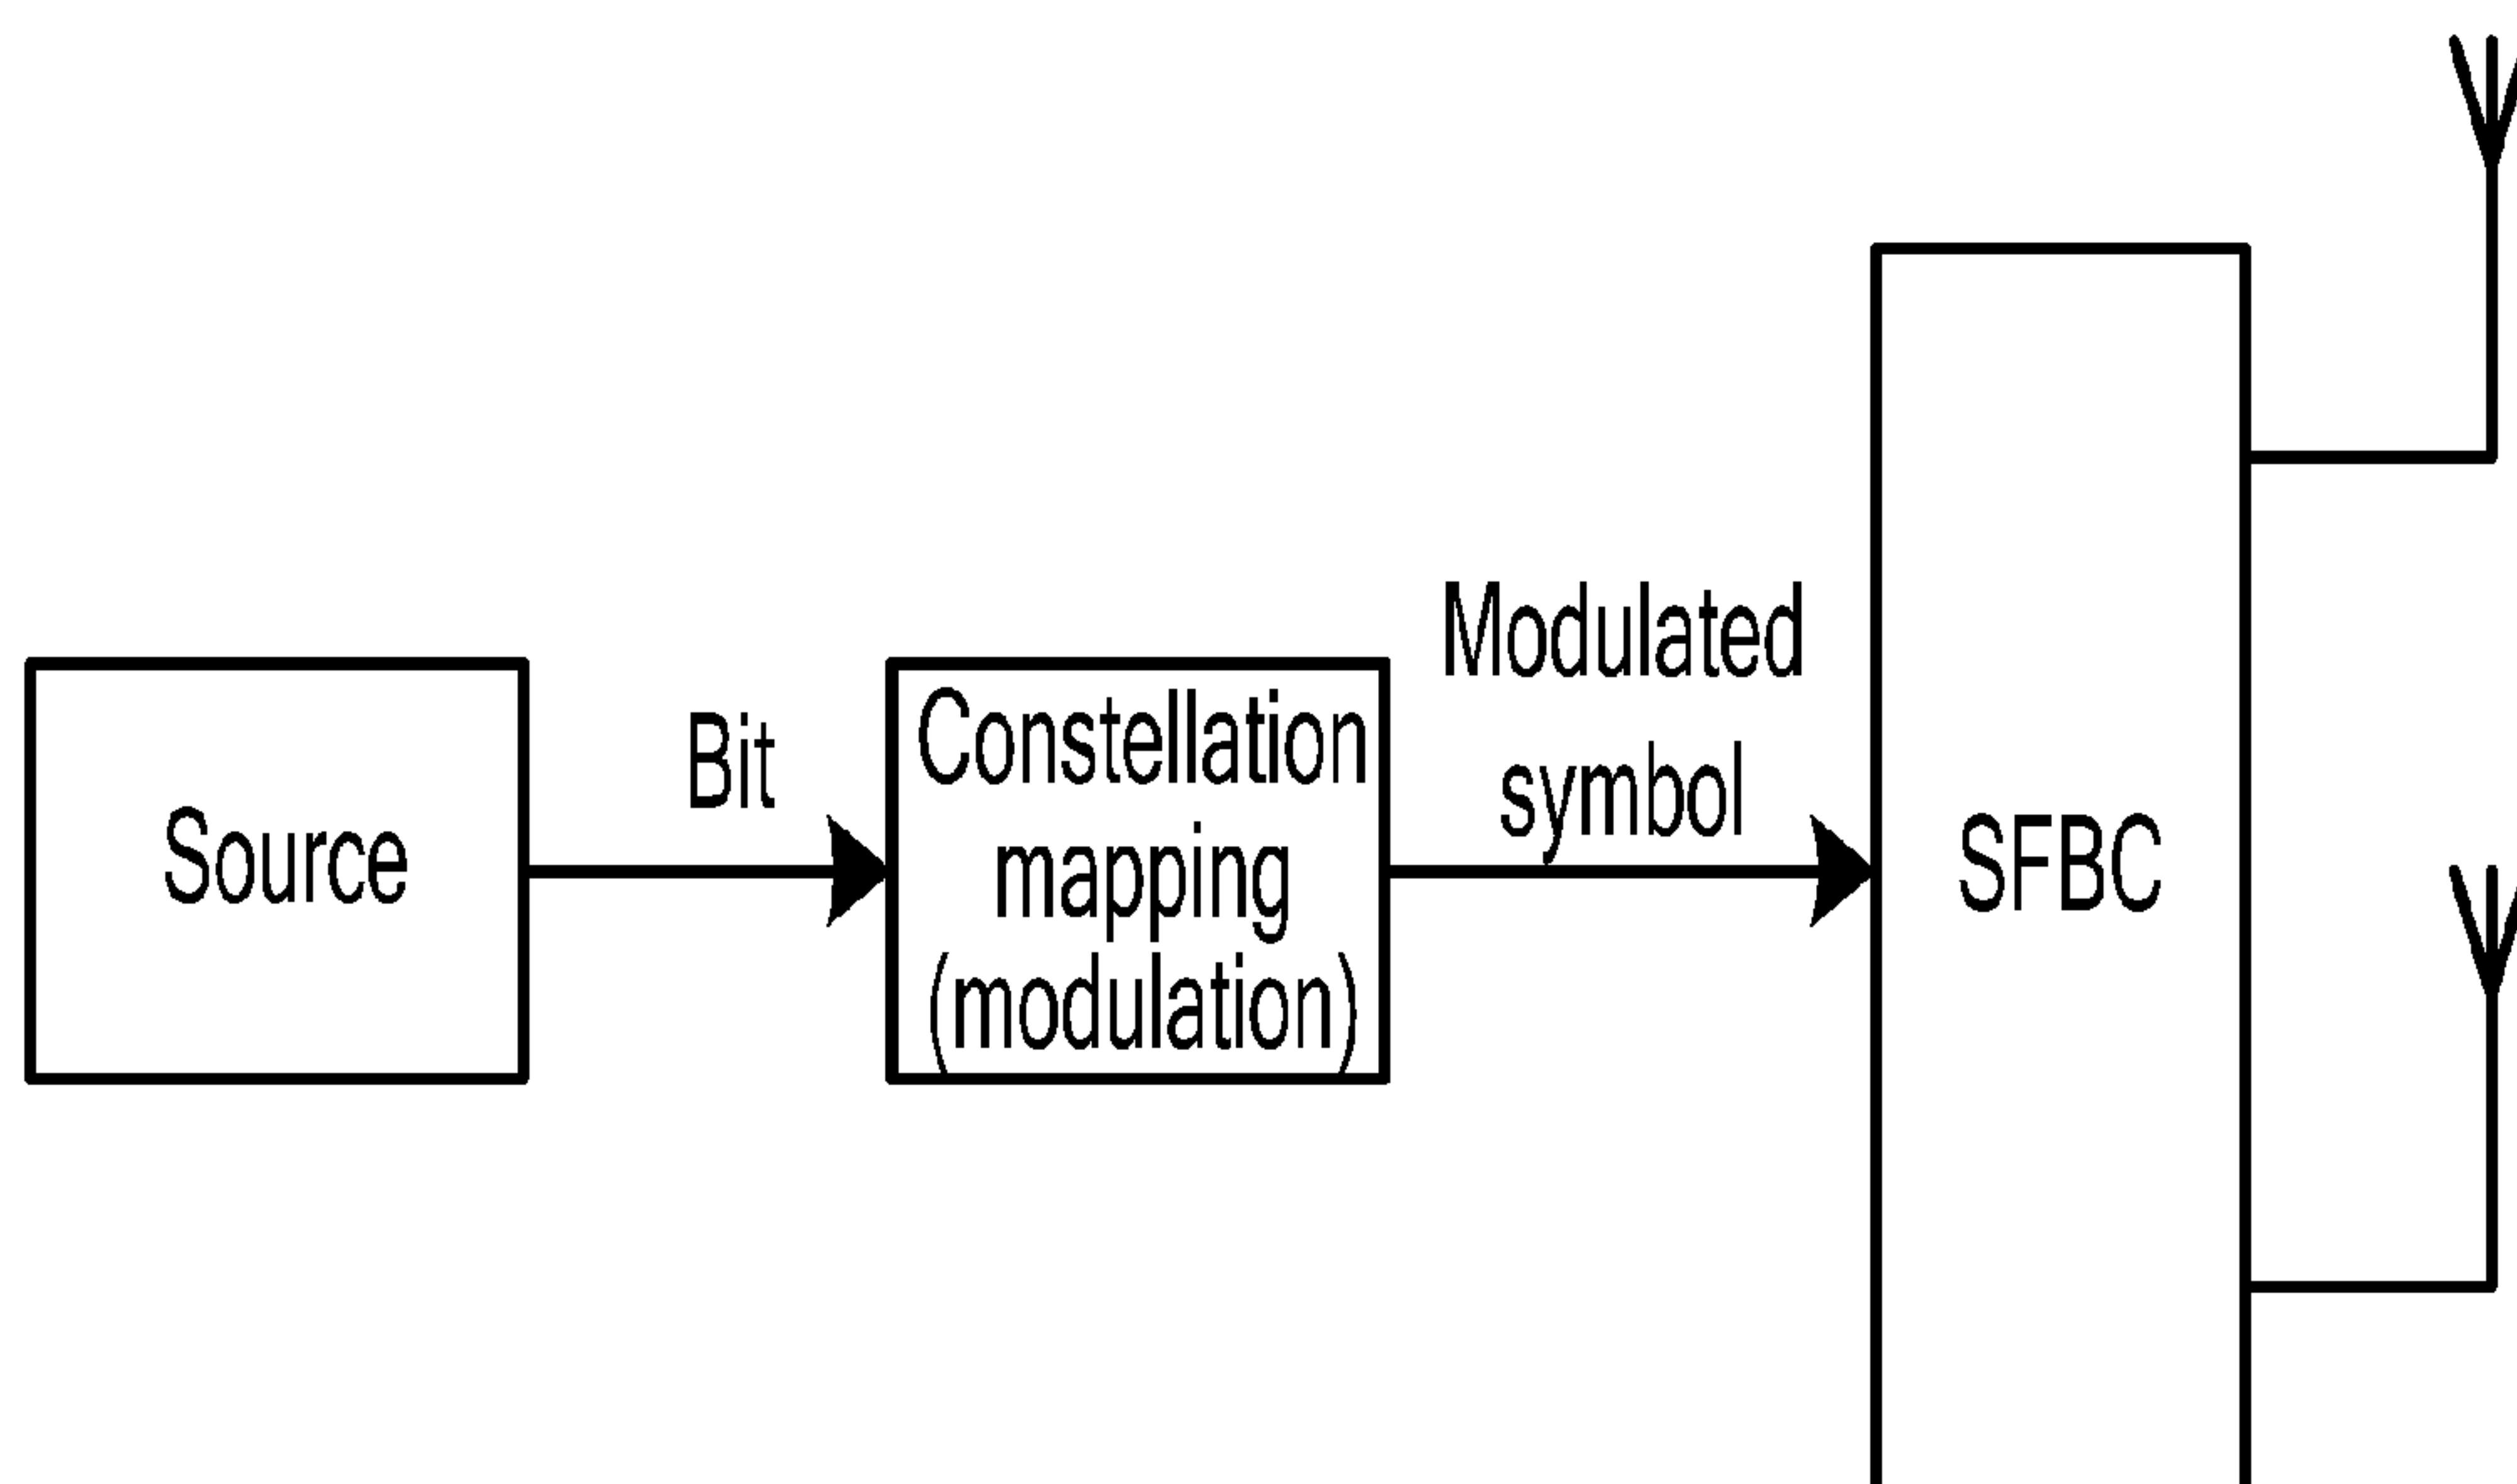 Source
Bit
Constellation
mapping
(modulation)
Modulated
symbol
SFBC